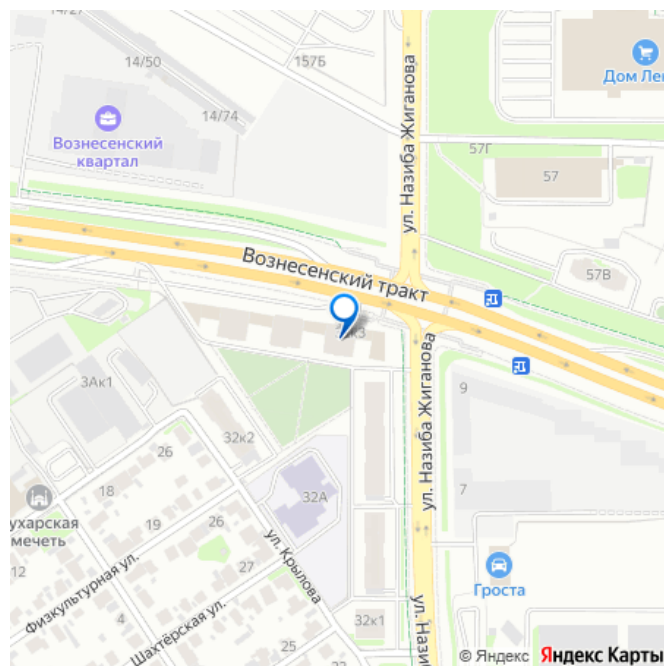 14/27
14/50
157Б
14/74
Дом Ле
Вознесенский
квартал
ул. Назиба Жиганова
57Г
57
57В
Вознесенский тракт
3Ак1
32к2
9
ул. Назиба Жиганова
26
18
32А
7
ухарская
мечеть
19
26
12
27
ул. Крылова
Гроста
Физкультурная ул.
4
Шахтёрская ул.
32к1
25
25
ул. Нази
© Яндекс Яндекс Карты